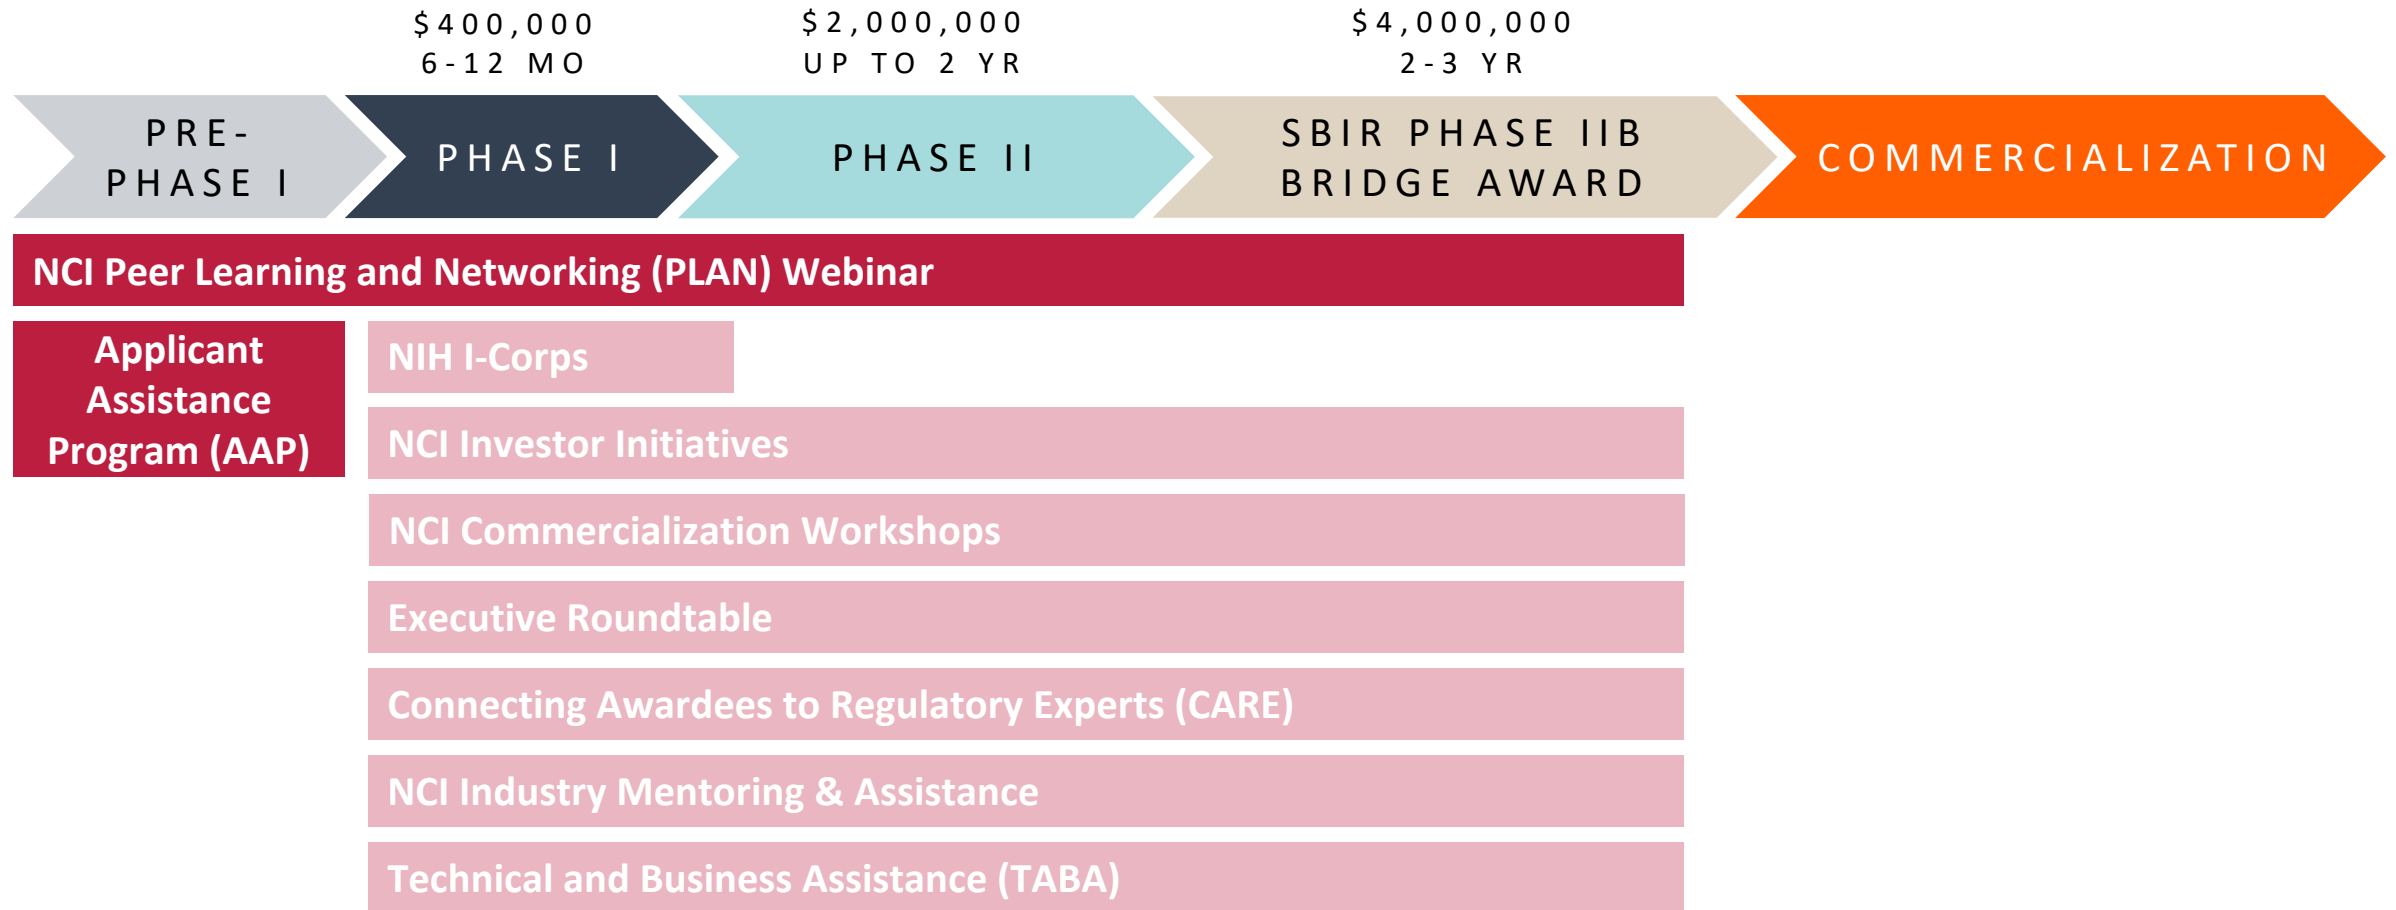 $400,000
6-12 MO
$2,000,000
UP TO 2 YR
$4,000,000
2-3 YR
PRE-
PHASE I
PHASE I
PHASE II
SBIR PHASE IIB
BRIDGE AWARD
COMMERCIALIZATION
NCI Peer Learning and Networking (PLAN) Webinar
Applicant
Assistance
Program (AAP)
NIH I-Corps
NCI Investor Initiatives
NCI Commercialization Workshops
Executive Roundtable
Connecting Awardees to Regulatory Experts (CARE)
NCI Industry Mentoring & Assistance
Technical and Business Assistance (TABA)